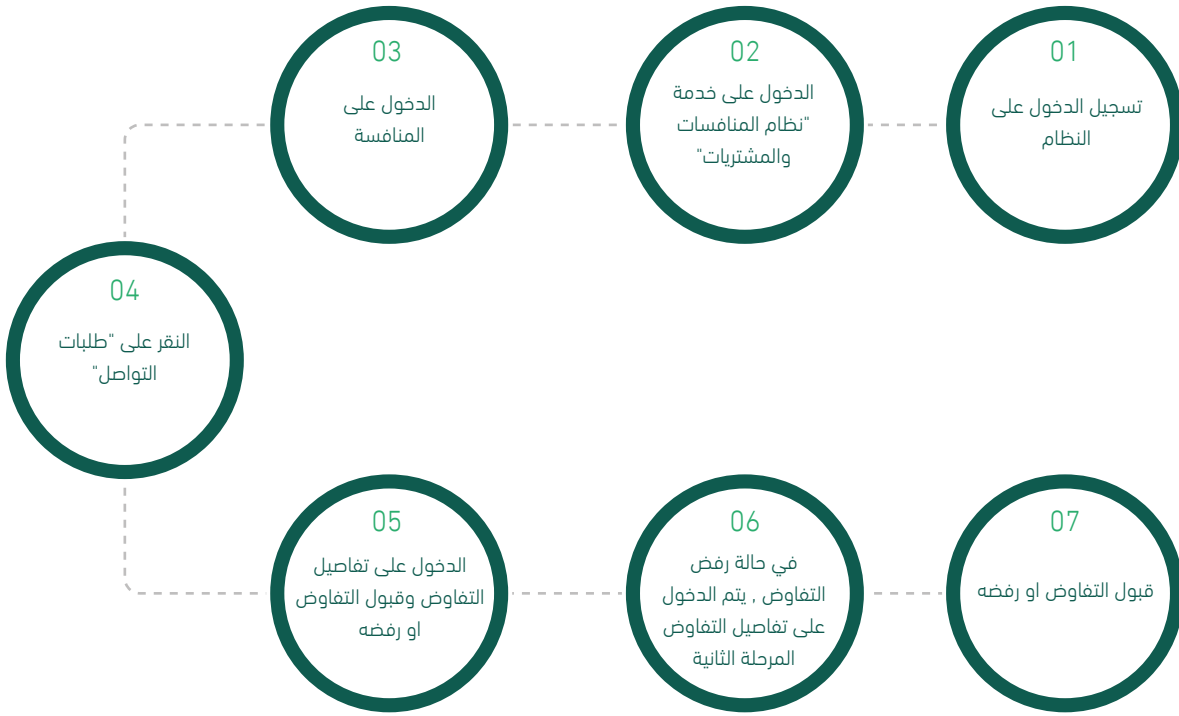 01
تسجيل الدخول على
النظام
02
الدخول على خدمة
"نظام المنافسات
والمشتريات"
03
الدخول على
المنافسة
04
النقر على "طلبات
التواصل"
05
الدخول على تفاصيل
التفاوض وقبول التفاوض
او رفضه
06
في حالة رفض
التفاوض , يتم الدخول
على تفاصيل التفاوض
المرحلة الثانية
07
قبول التفاوض او رفضه